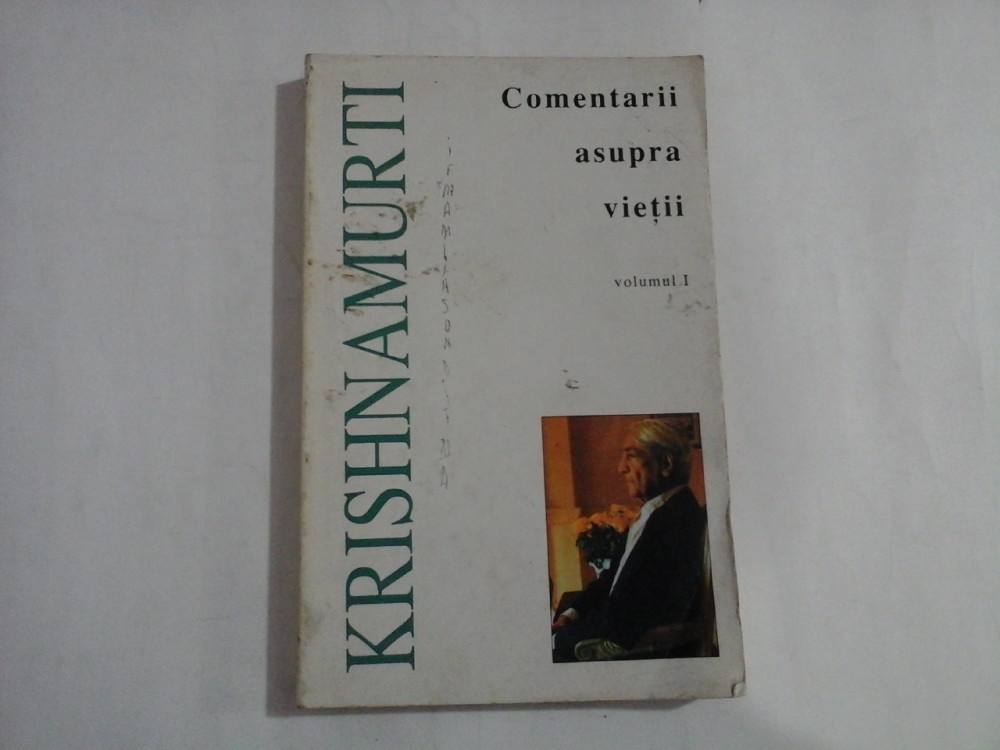 KRISHNAMURTI
Comentarii
asupra
vieții
volumul I